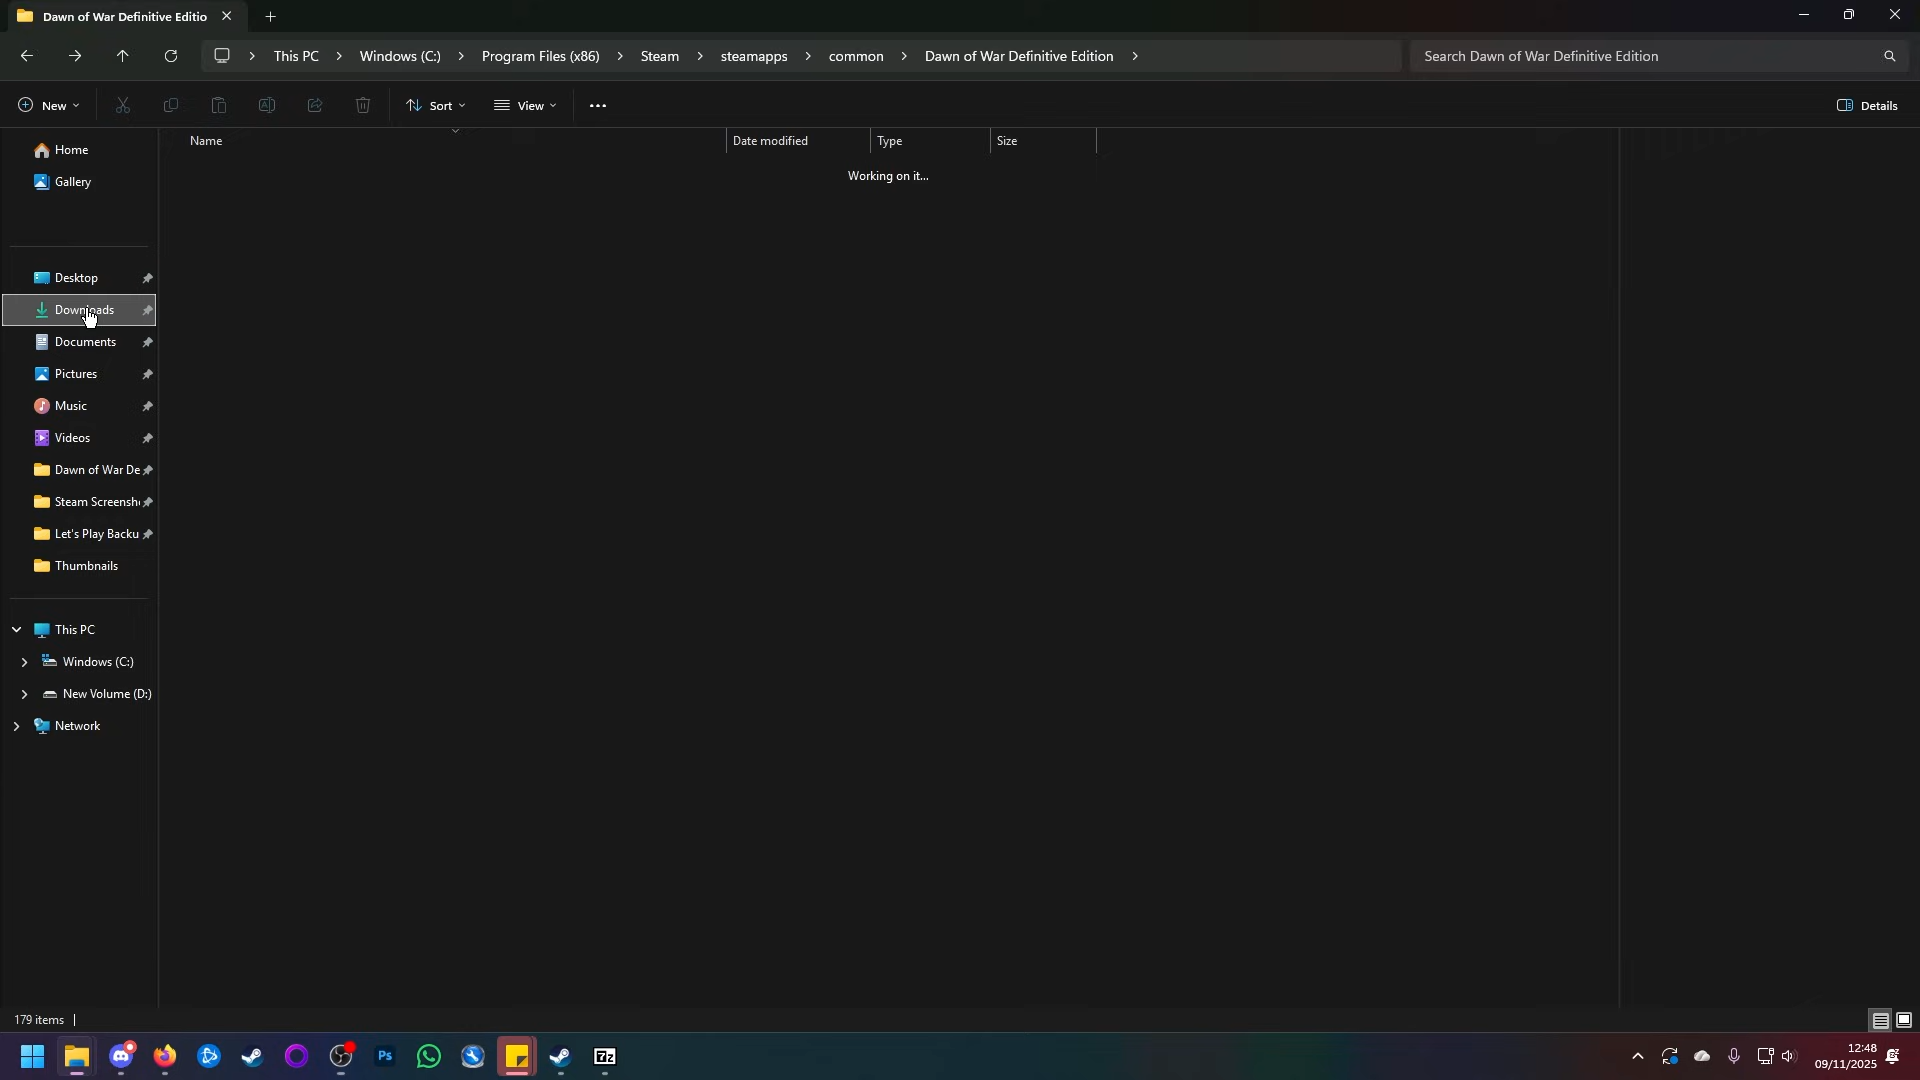 Dawn of War Definitive Editio
This PC > Windows (C:) > Program Files (x86) > Steam > steamapps > common > Dawn of War Definitive Edition >
Search Dawn of War Definitive Edition
New
Sort
View
Details
Name
Date modified
Type
Size
Working on it...
Home
Gallery
Desktop
Downloads
Documents
Pictures
Music
Videos
Dawn of War De
Steam Screensh
Let's Play Backu
Thumbnails
This PC
Windows (C:)
New Volume (D:)
Network
179 items
Ps
7z
12:48
09/11/2025